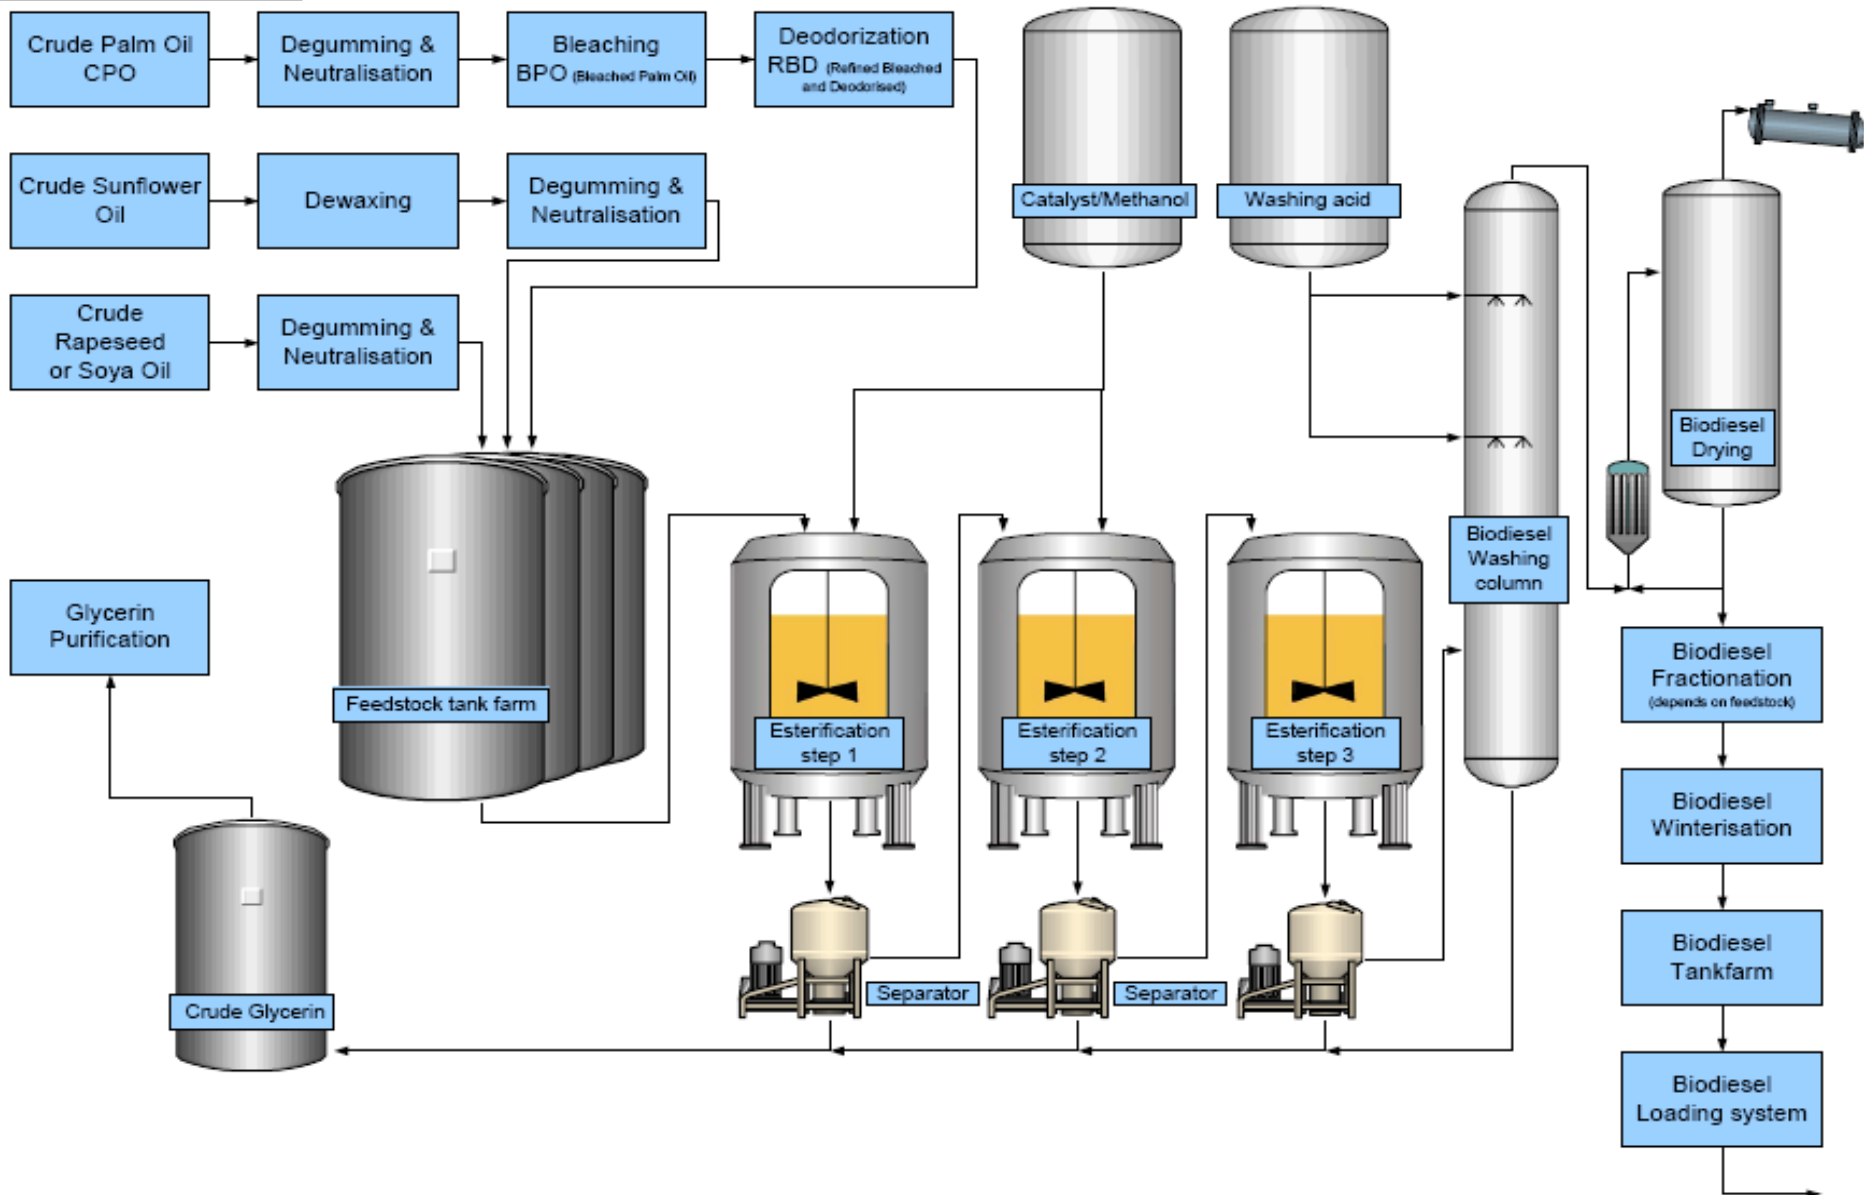 Crude Palm Oil
CPO
Degumming &
Neutralisation
Bleaching
BPO (Bleached Palm Oil)
Deodorization
RBD (Refined Bleached
and Deodorised)
Crude Sunflower
Oil
Dewaxing
Degumming &
Neutralisation
Catalyst/Methanol
Washing acid
Crude
Rapeseed
or Soya Oil
Degumming &
Neutralisation
Biodiesel
Drying
Biodiesel
Washing
column
Glycerin
Purification
Feedstock tank farm
Esterification
step 1
Esterification
step 2
Esterification
step 3
Biodiesel
Fractionation
(depends on feedstock)
Biodiesel
Winterisation
Biodiesel
Tankfarm
Separator
Separator
Crude Glycerin
Biodiesel
Loading system